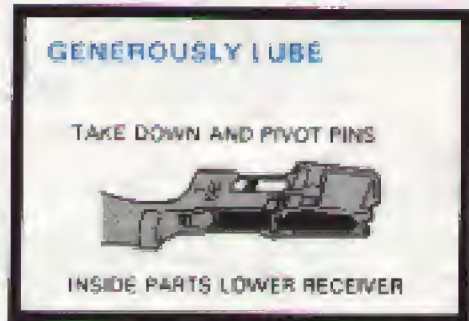 GENEROUSLY LUBE
TAKE DOWN AND PIVOT PINS
INSIDE PARTS LOWER RECEIVER